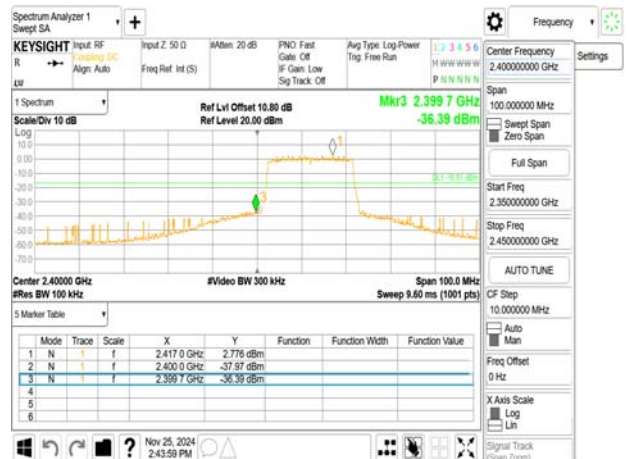 Spectrum Analyzer 1
Swept SA
Frequency
KEYSIGHT
Input: RF
Coupling: DC
Align: Auto
Input Z: 50 Ω
Freq Ref: Int (S)
#Atten: 20 dB
PNO: Fast
Gate: Off
IF Gain: Low
Sig Track: Off
Avg Type: Log-Power
Trig: Free Run
1 2 3 4 5 6
M W W W W W
P N N N N N
R
1 Spectrum
Scale/Div 10 dB
Ref Lvl Offset 10.80 dB
Ref Level 20.00 dBm
Mkr3 2.399 7 GHz
-36.39 dBm
Log
10.0
0.00
-10.0
-20.0
-30.0
-40.0
-50.0
-60.0
-70.0
1
3
Center 2.40000 GHz
#Res BW 100 kHz
#Video BW 300 kHz
Span 100.0 MHz
Sweep 9.60 ms (1001 pts)
5 Marker Table
Mode Trace Scale X Y Function Function Width Function Value
1 N 1 f 2.417 0 GHz 2.776 dBm
2 N 1 f 2.400 0 GHz -37.97 dBm
3 N 1 f 2.399 7 GHz -36.39 dBm
4
5
6
Nov 25, 2024
2:43:59 PM
Center Frequency
2.400000000 GHz
Settings
Span
100.000000 MHz
Swept Span
Zero Span
Full Span
Start Freq
2.350000000 GHz
Stop Freq
2.450000000 GHz
AUTO TUNE
CF Step
10.000000 MHz
Auto
Man
Freq Offset
0 Hz
X Axis Scale
Log
Lin
Signal Track
(Span Zoom)